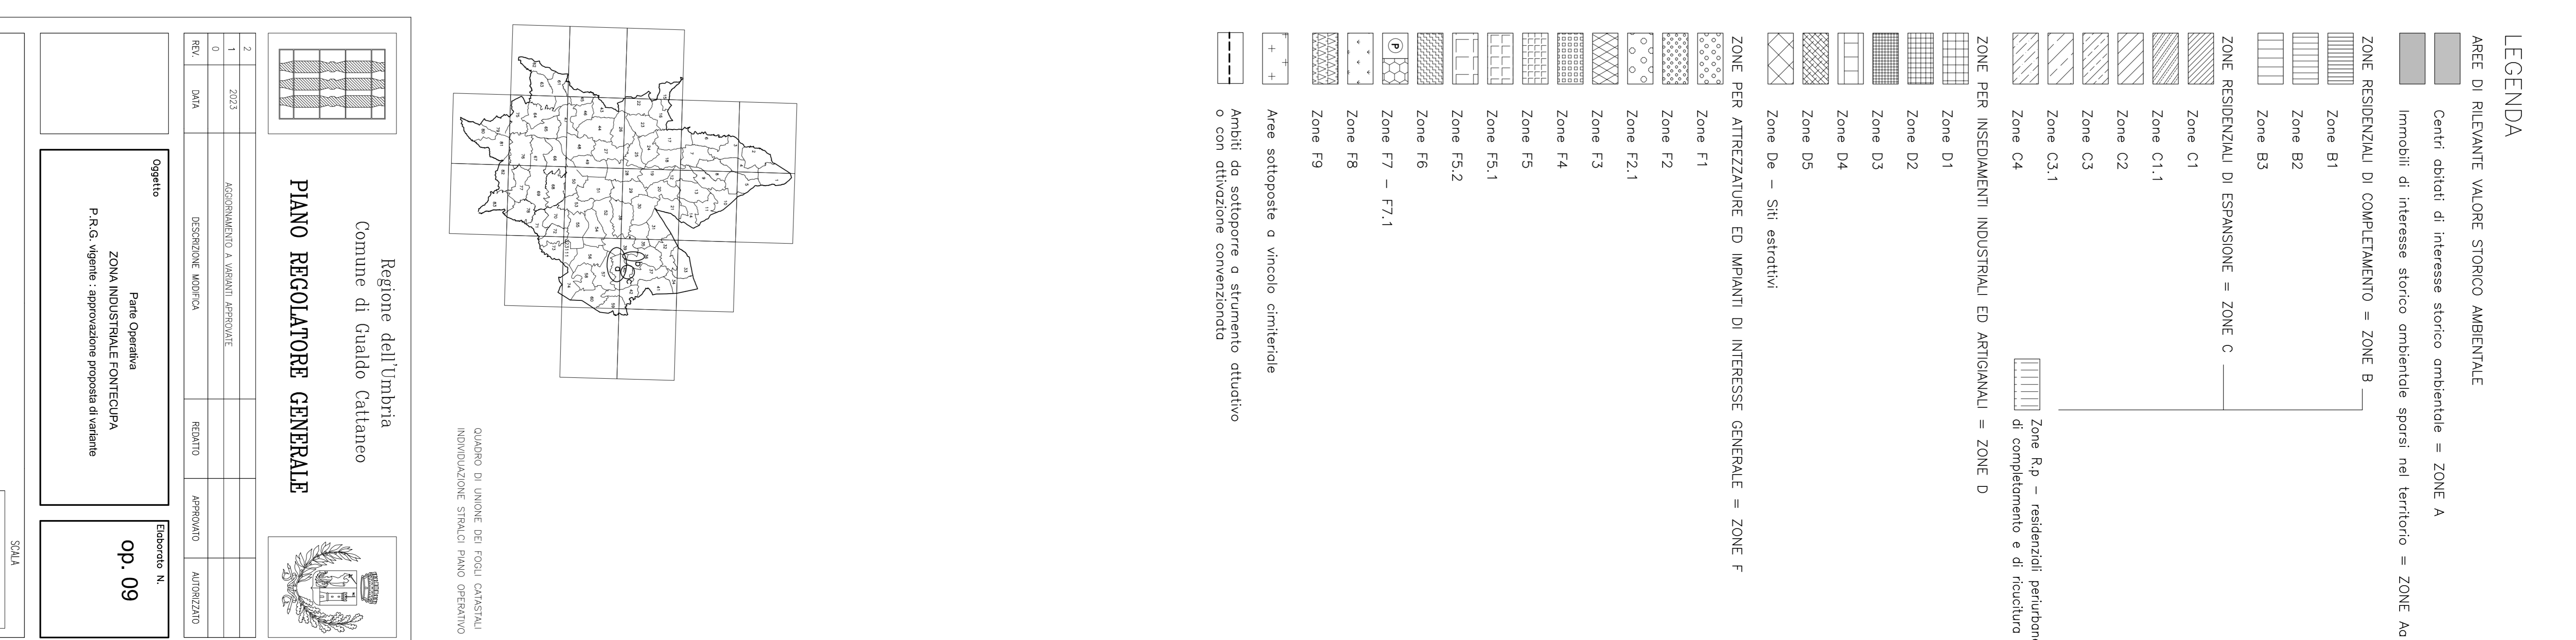 LEGENDA
AREE DI RILEVANTE VALORE STORICO AMBIENTALE
Centri abitati di interesse storico ambientale = ZONE A
Immobili di interesse storico ambientale sparsi nel territorio = ZONE Aa
ZONE RESIDENZIALI DI COMPLETAMENTO = ZONE B
Zone B1
Zone B2
Zone B3
ZONE RESIDENZIALI DI ESPANSIONE = ZONE C
Zone C1
Zone C1.1
Zone C2
Zone C3
Zone C3.1
Zone C4
Zone R.p – residenziali periurbane
di completamento e di ricucitura
ZONE PER INSEDIAMENTI INDUSTRIALI ED ARTIGIANALI = ZONE D
Zone D1
Zone D2
Zone D3
Zone D4
Zone D5
Zone De – Siti estrattivi
ZONE PER ATTREZZATURE ED IMPIANTI DI INTERESSE GENERALE = ZONE F
Zone F1
Zone F2
Zone F2.1
Zone F3
Zone F4
Zone F5
Zone F5.1
Zone F5.2
Zone F6
P
Zone F7 – F7.1
Zone F8
Zone F9
Aree sottoposte a vincolo cimiteriale
Ambiti da sottoporre a strumento attuativo
o con attivazione convenzionata
QUADRO DI UNIONE DEI FOGLI CATASTALI
INDIVIDUAZIONE STRALCI PIANO OPERATIVO
Regione dell'Umbria
Comune di Gualdo Cattaneo
PIANO REGOLATORE GENERALE
2
1 2023 AGGIORNAMENTO A VARIANTI APPROVATE
0
REV. DATA DESCRIZIONE MODIFICA REDATTO APPROVATO AUTORIZZATO
Oggetto
Parte Operativa
ZONA INDUSTRIALE FONTECUPA
P.R.G. vigente : approvazione proposta di variante
Elaborato N.
op. 09
SCALA